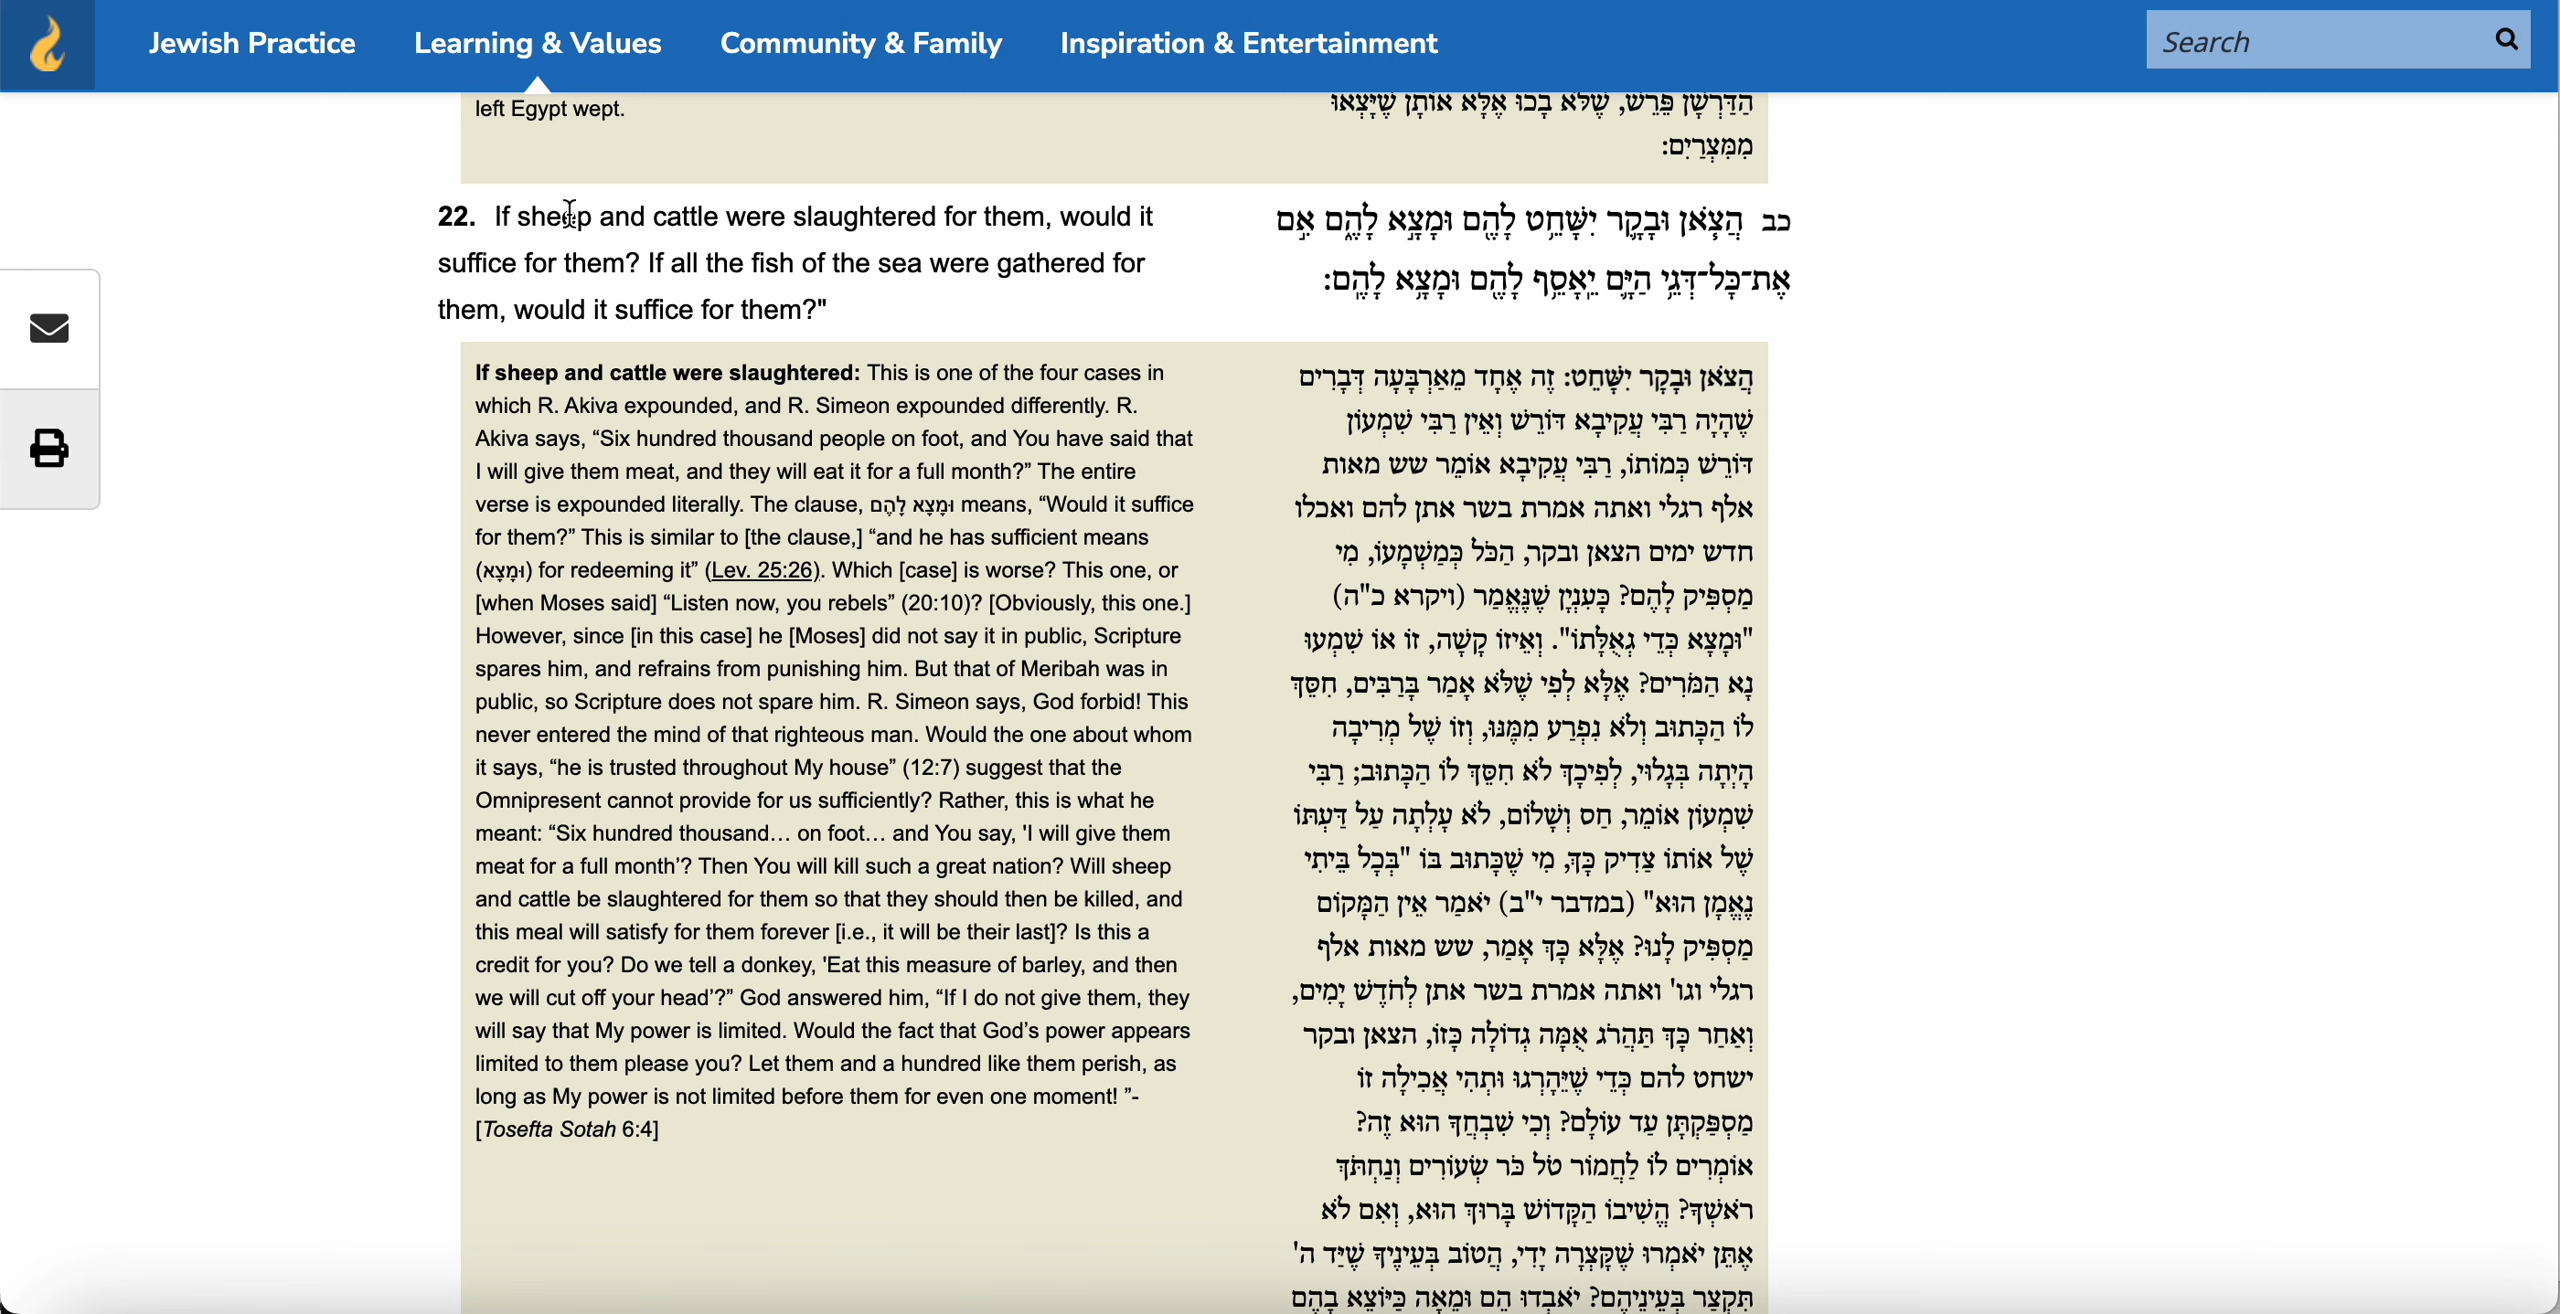 Jewish Practice
Learning & Values
Community & Family
Inspiration & Entertainment
Search
left Egypt wept.
הַדַּרְשָׁן פֵּרֵשׁ, שֶׁלֹּא בָכוּ אֶלָּא אוֹתָן שֶׁיָּצְאוּ
מִמִּצְרַיִם:
22. If sheep and cattle were slaughtered for them, would it
suffice for them? If all the fish of the sea were gathered for
them, would it suffice for them?"
כב הֲצֹ֧אן וּבָקָ֛ר יִשָּׁחֵ֥ט לָהֶ֖ם וּמָצָ֣א לָהֶ֑ם אִ֣ם
אֶת־כָּל־דְּגֵ֥י הַיָּ֛ם יֵאָסֵ֥ף לָהֶ֖ם וּמָצָ֥א לָהֶֽם:
If sheep and cattle were slaughtered: This is one of the four cases in
which R. Akiva expounded, and R. Simeon expounded differently. R.
Akiva says, “Six hundred thousand people on foot, and You have said that
I will give them meat, and they will eat it for a full month?” The entire
verse is expounded literally. The clause, וּמָצָא לָהֶם means, “Would it suffice
for them?” This is similar to [the clause,] “and he has sufficient means
(וּמָצָא) for redeeming it” (Lev. 25:26). Which [case] is worse? This one, or
[when Moses said] “Listen now, you rebels” (20:10)? [Obviously, this one.]
However, since [in this case] he [Moses] did not say it in public, Scripture
spares him, and refrains from punishing him. But that of Meribah was in
public, so Scripture does not spare him. R. Simeon says, God forbid! This
never entered the mind of that righteous man. Would the one about whom
it says, “he is trusted throughout My house” (12:7) suggest that the
Omnipresent cannot provide for us sufficiently? Rather, this is what he
meant: “Six hundred thousand… on foot… and You say, 'I will give them
meat for a full month’? Then You will kill such a great nation? Will sheep
and cattle be slaughtered for them so that they should then be killed, and
this meal will satisfy for them forever [i.e., it will be their last]? Is this a
credit for you? Do we tell a donkey, 'Eat this measure of barley, and then
we will cut off your head’?” God answered him, “If I do not give them, they
will say that My power is limited. Would the fact that God’s power appears
limited to them please you? Let them and a hundred like them perish, as
long as My power is not limited before them for even one moment! ”-
[Tosefta Sotah 6:4]
הֲצֹאן וּבָקָר יִשָּׁחֵט: זֶה אֶחָד מֵאַרְבָּעָה דְּבָרִים
שֶׁהָיָה רַבִּי עֲקִיבָא דּוֹרֵשׁ וְאֵין רַבִּי שִׁמְעוֹן
דּוֹרֵשׁ כְּמוֹתוֹ, רַבִּי עֲקִיבָא אוֹמֵר שש מאות
אלף רגלי ואתה אמרת בשר אתן להם ואכלו
חדש ימים הצאן ובקר, הַכֹּל כְּמַשְׁמָעוֹ, מִי
מַסְפִּיק לָהֶם? כָּעִנְיָן שֶׁנֶּאֱמַר (ויקרא כ"ה)
"וּמָצָא כְּדֵי גְאֻלָּתוֹ". וְאֵיזוֹ קָשָׁה, זוֹ אוֹ שִׁמְעוּ
נָא הַמֹּרִים? אֶלָּא לְפִי שֶׁלֹּא אָמַר בָּרַבִּים, חִסֵּךְ
לוֹ הַכָּתוּב וְלֹא נִפְרַע מִמֶּנּוּ, וְזוֹ שֶׁל מְרִיבָה
הָיְתָה בְּגָלוּי, לְפִיכָךְ לֹא חִסֵּךְ לוֹ הַכָּתוּב; רַבִּי
שִׁמְעוֹן אוֹמֵר, חַס וְשָׁלוֹם, לֹא עָלְתָה עַל דַּעְתּוֹ
שֶׁל אוֹתוֹ צַדִּיק כָּךְ, מִי שֶׁכָּתוּב בּוֹ "בְּכָל בֵּיתִי
נֶאֱמָן הוּא" (במדבר י"ב) יֹאמַר אֵין הַמָּקוֹם
מַסְפִּיק לָנוּ? אֶלָּא כָּךְ אָמַר, שש מאות אלף
רגלי וגו' ואתה אמרת בשר אתן לְחֹדֶשׁ יָמִים,
וְאַחַר כָּךְ תַּהֲרֹג אֻמָּה גְדוֹלָה כָּזוֹ, הצאן ובקר
ישחט להם כְּדֵי שֶׁיֵּהָרְגוּ וּתְהִי אֲכִילָה זוֹ
מַסְפַּקְתָּן עַד עוֹלָם? וְכִי שִׁבְחֲךָ הוּא זֶה?
אוֹמְרִים לוֹ לַחֲמוֹר טֹל כֹּר שְׂעוֹרִים וְנַחְתֹּךְ
רֹאשְׁךָ? הֱשִׁיבוֹ הַקָּדוֹשׁ בָּרוּךְ הוּא, וְאִם לֹא
אֶתֵּן יֹאמְרוּ שֶׁקָּצְרָה יָדִי, הֲטוֹב בְּעֵינֶיךָ שֶׁיַּד ה'
תִּקְצַר בְּעֵינֵיהֶם? יֹאבְדוּ הֵם וּמֵאָה כַּיּוֹצֵא בָהֶם